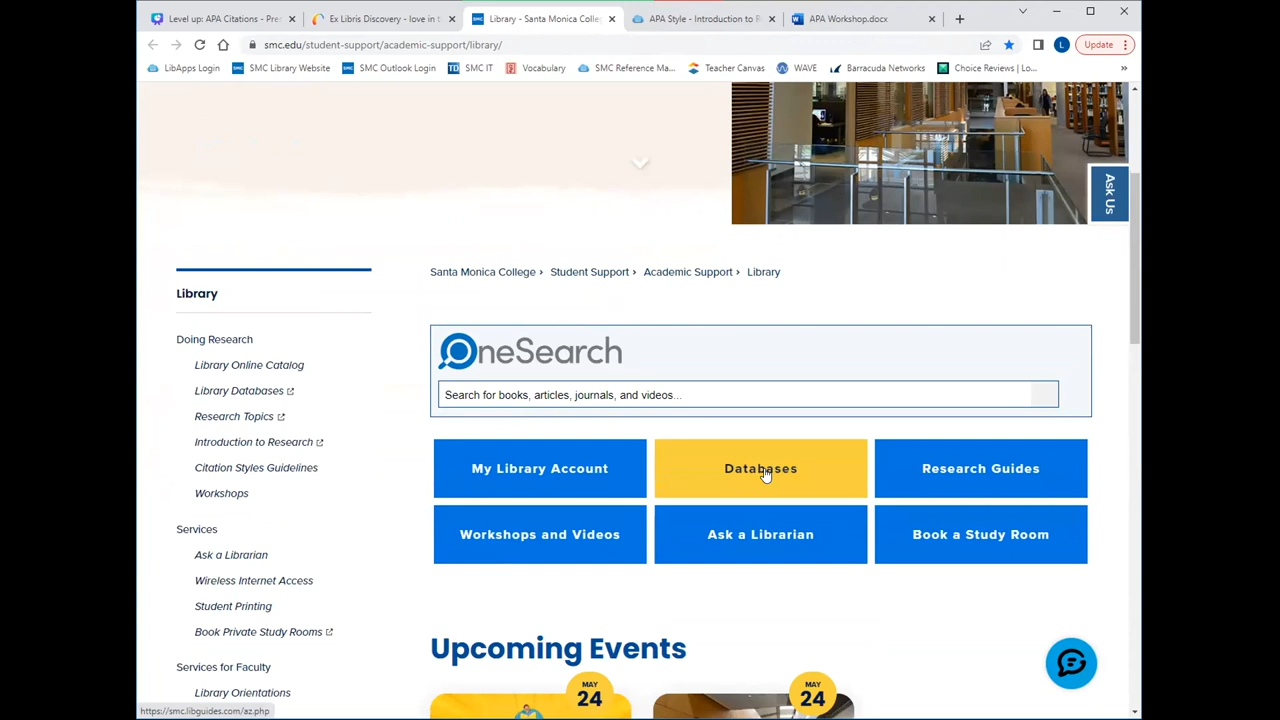 Level up: APA Citations - Pre
Ex Libris Discovery - love in t
Library - Santa Monica Colleg
APA Style - Introduction to R
APA Workshop.docx
smc.edu/student-support/academic-support/library/
L
Update
LibApps Login
SMC Library Website
SMC Outlook Login
TD
SMC IT
Vocabulary
SMC Reference Ma...
Teacher Canvas
WAVE
Barracuda Networks
Choice Reviews | Lo...
»
Ask Us
Santa Monica College › Student Support › Academic Support › Library
Library
Doing Research
Library Online Catalog
Library Databases
Research Topics
Introduction to Research
Citation Styles Guidelines
Workshops
Services
Ask a Librarian
Wireless Internet Access
Student Printing
Book Private Study Rooms
Services for Faculty
Library Orientations
OneSearch
Search for books, articles, journals, and videos...
My Library Account
Databases
Research Guides
Workshops and Videos
Ask a Librarian
Book a Study Room
Upcoming Events
MAY
24
MAY
24
https://smc.libguides.com/az.php